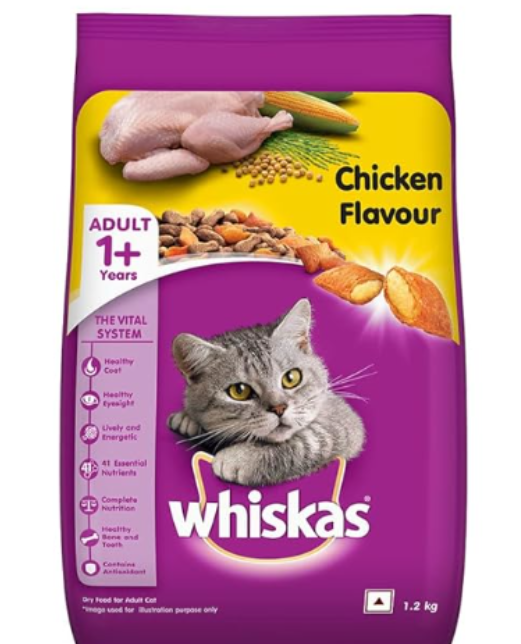 Chicken
Flavour
ADULT
1+
Years
THE VITAL
SYSTEM
Healthy
Coat
Healthy
Eyesight
Lively and
Energetic
41 Essential
Nutrients
Complete
Nutrition
Healthy
Bone and
Tooth
Contains
Antioxidant
whiskas®
Dry Food for Adult Cat
*Image used for illustration purpose only
1.2 kg